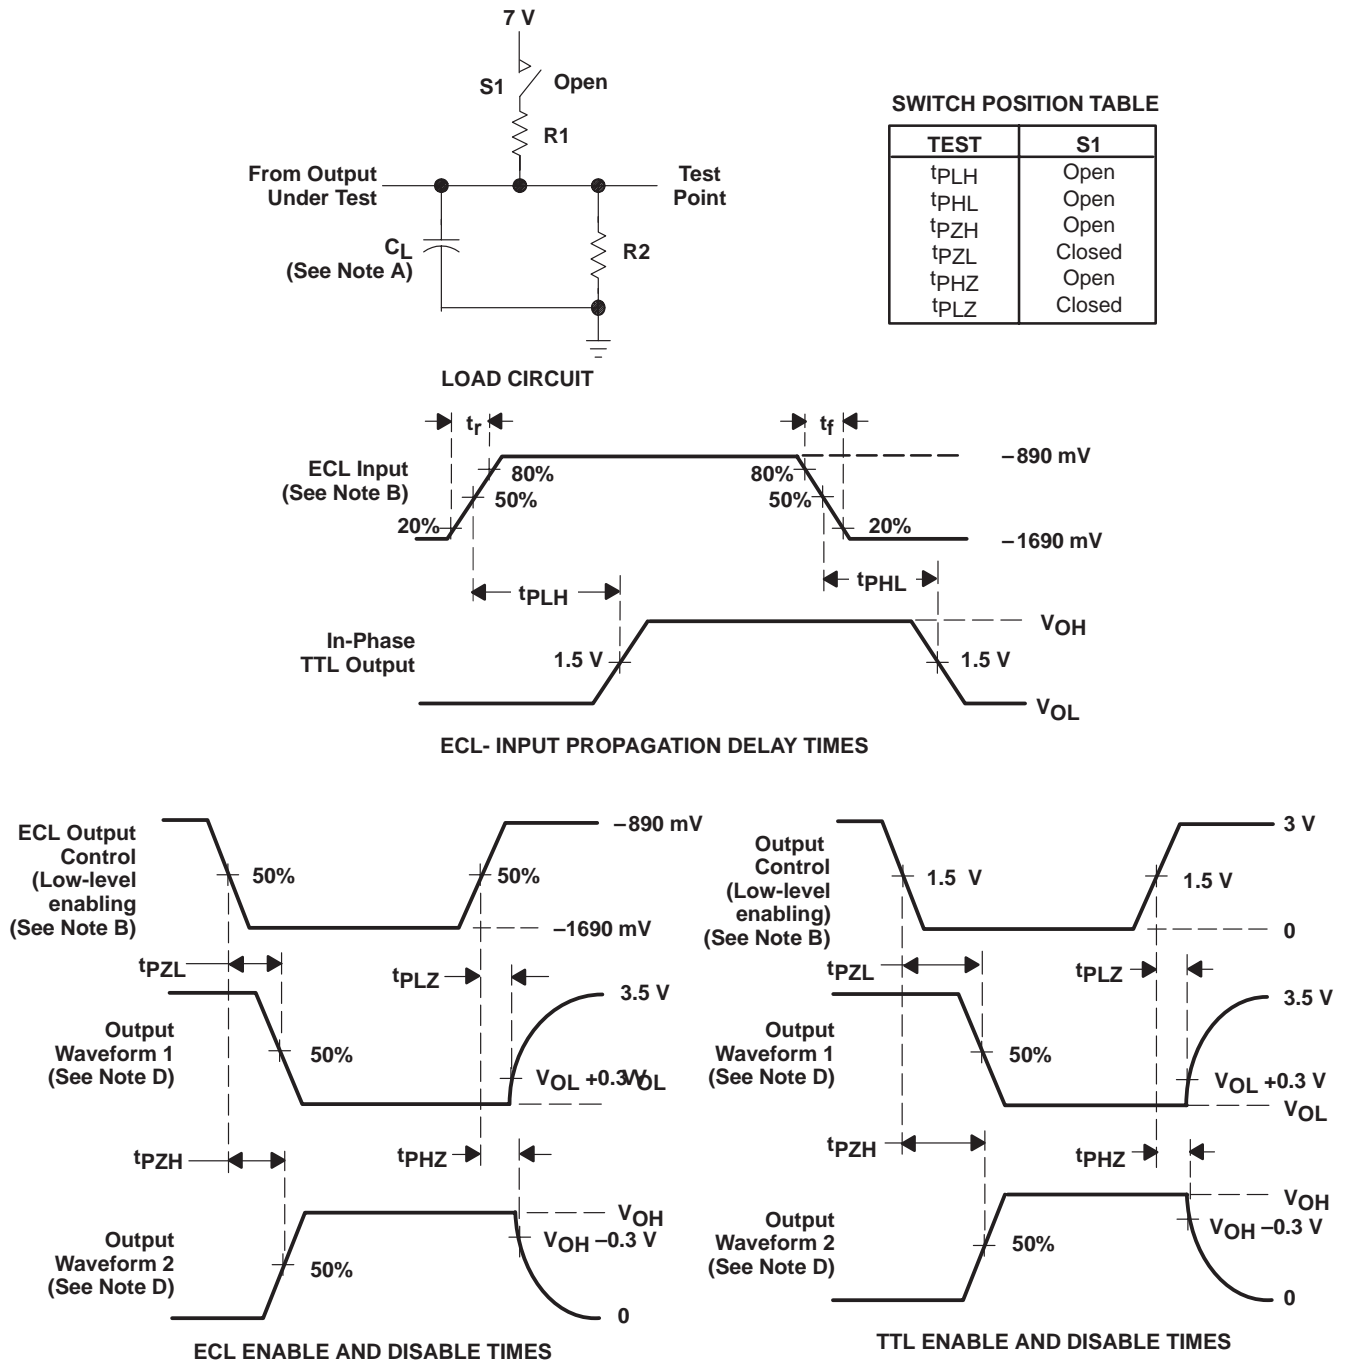 7 V
S1
Open
R1
From Output
Under Test
Test
Point
CL
(See Note A)
R2
LOAD CIRCUIT
SWITCH POSITION TABLE
TEST S1
tPLH Open
tPHL Open
tPZH Open
tPZL Closed
tPHZ Open
tPLZ Closed
tr
tf
ECL Input
(See Note B)
80%
50%
20%
80%
50%
20%
–890 mV
–1690 mV
tPLH
tPHL
In-Phase
TTL Output
1.5 V
1.5 V
VOH
VOL
ECL- INPUT PROPAGATION DELAY TIMES
ECL Output
Control
(Low-level
enabling
(See Note B)
50%
50%
–890 mV
–1690 mV
tPZL
tPLZ
3.5 V
Output
Waveform 1
(See Note D)
50%
VOL +0.3 V
VOL
tPZH
tPHZ
Output
Waveform 2
(See Note D)
50%
VOH
VOH –0.3 V
0
ECL ENABLE AND DISABLE TIMES
Output
Control
(Low-level
enabling)
(See Note B)
1.5 V
1.5 V
3 V
0
tPZL
tPLZ
3.5 V
Output
Waveform 1
(See Note D)
50%
VOL +0.3 V
VOL
tPZH
tPHZ
Output
Waveform 2
(See Note D)
50%
VOH
VOH –0.3 V
0
TTL ENABLE AND DISABLE TIMES